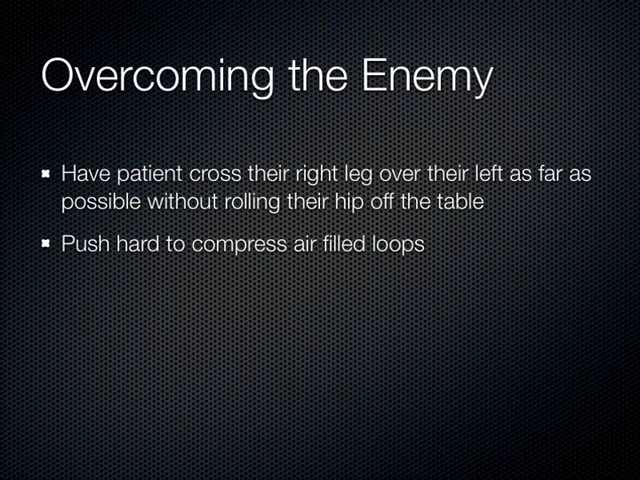 Overcoming the Enemy
Have patient cross their right leg over their left as far as
possible without rolling their hip off the table
Push hard to compress air filled loops